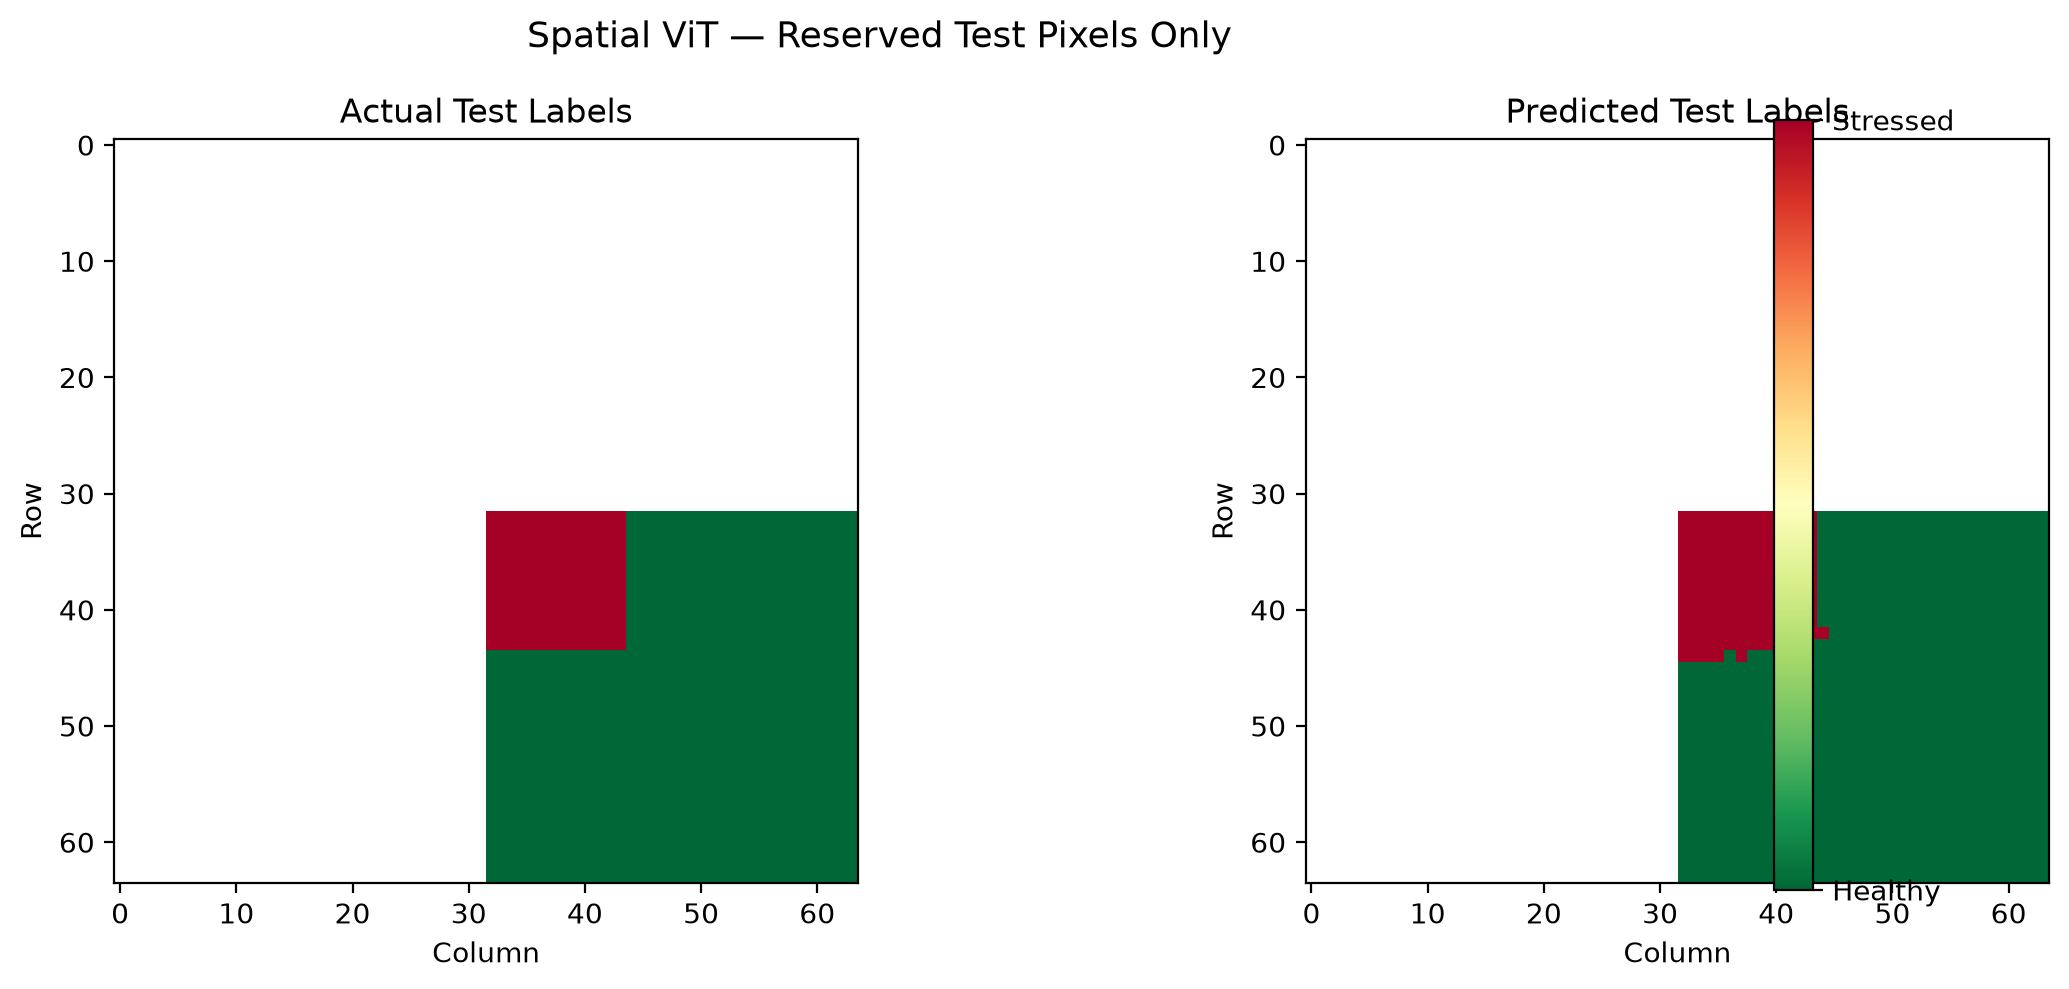 Spatial ViT — Reserved Test Pixels Only
Actual Test Labels
0
10
20
30
40
50
60
Row
0 10 20 30 40 50 60
Column
Predicted Test Labels
Stressed
0
10
20
30
40
50
60
Row
Healthy
0 10 20 30 40 50 60
Column